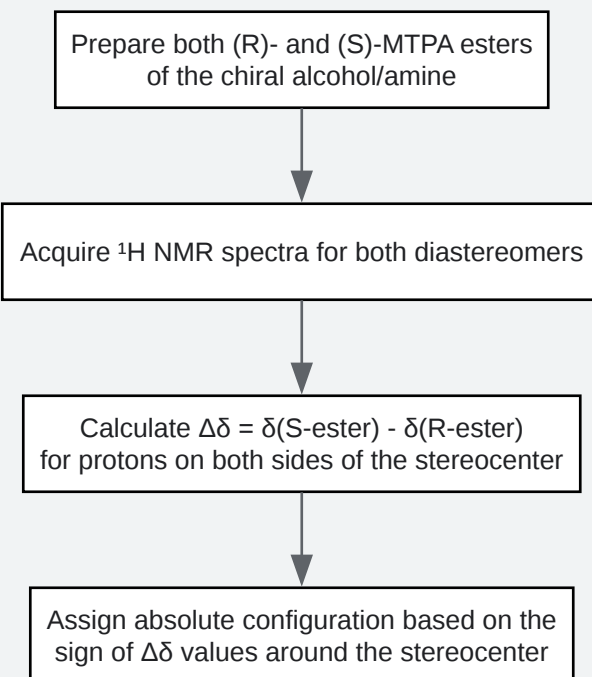 Prepare both (R)- and (S)-MTPA esters
of the chiral alcohol/amine
Acquire ¹H NMR spectra for both diastereomers
Calculate Δδ = δ(S-ester) - δ(R-ester)
for protons on both sides of the stereocenter
Assign absolute configuration based on the
sign of Δδ values around the stereocenter